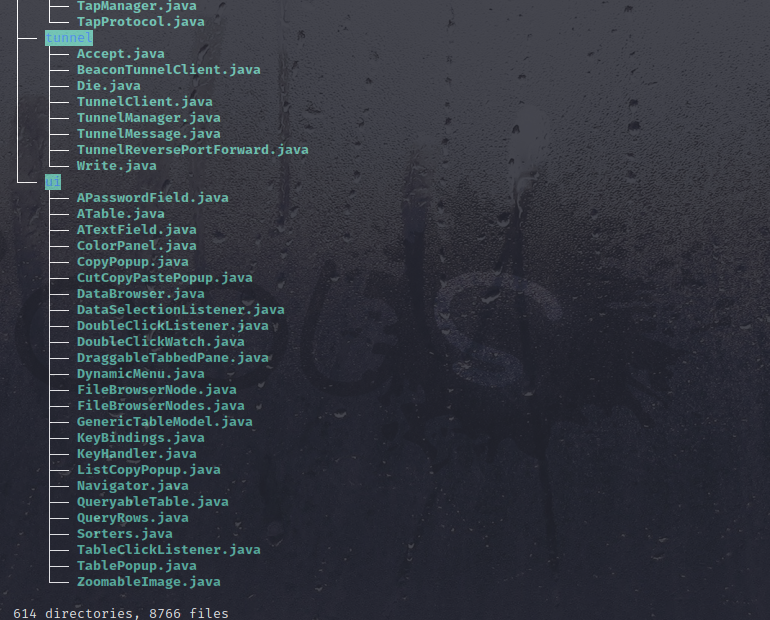 TapManager.java
TapProtocol.java
tunnel
Accept.java
BeaconTunnelClient.java
Die.java
TunnelClient.java
TunnelManager.java
TunnelMessage.java
TunnelReversePortForward.java
Write.java
ui
APasswordField.java
ATable.java
ATextField.java
ColorPanel.java
CopyPopup.java
CutCopyPastePopup.java
DataBrowser.java
DataSelectionListener.java
DoubleClickListener.java
DoubleClickWatch.java
DraggableTabbedPane.java
DynamicMenu.java
FileBrowserNode.java
FileBrowserNodes.java
GenericTableModel.java
KeyBindings.java
KeyHandler.java
ListCopyPopup.java
Navigator.java
QueryableTable.java
QueryRows.java
Sorters.java
TableClickListener.java
TablePopup.java
ZoomableImage.java
614 directories, 8766 files